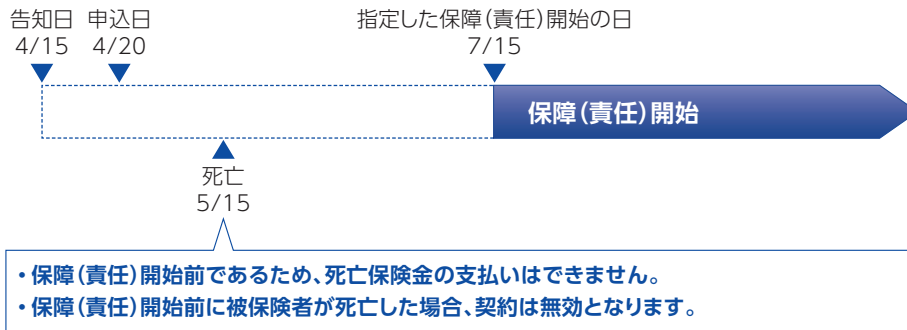 告知日 申込日 指定した保障(責任)開始の日
4/15 4/20 7/15
保障(責任)開始
死亡
5/15
・保障(責任)開始前であるため、死亡保険金の支払いはできません。
・保障(責任)開始前に被保険者が死亡した場合、契約は無効となります。